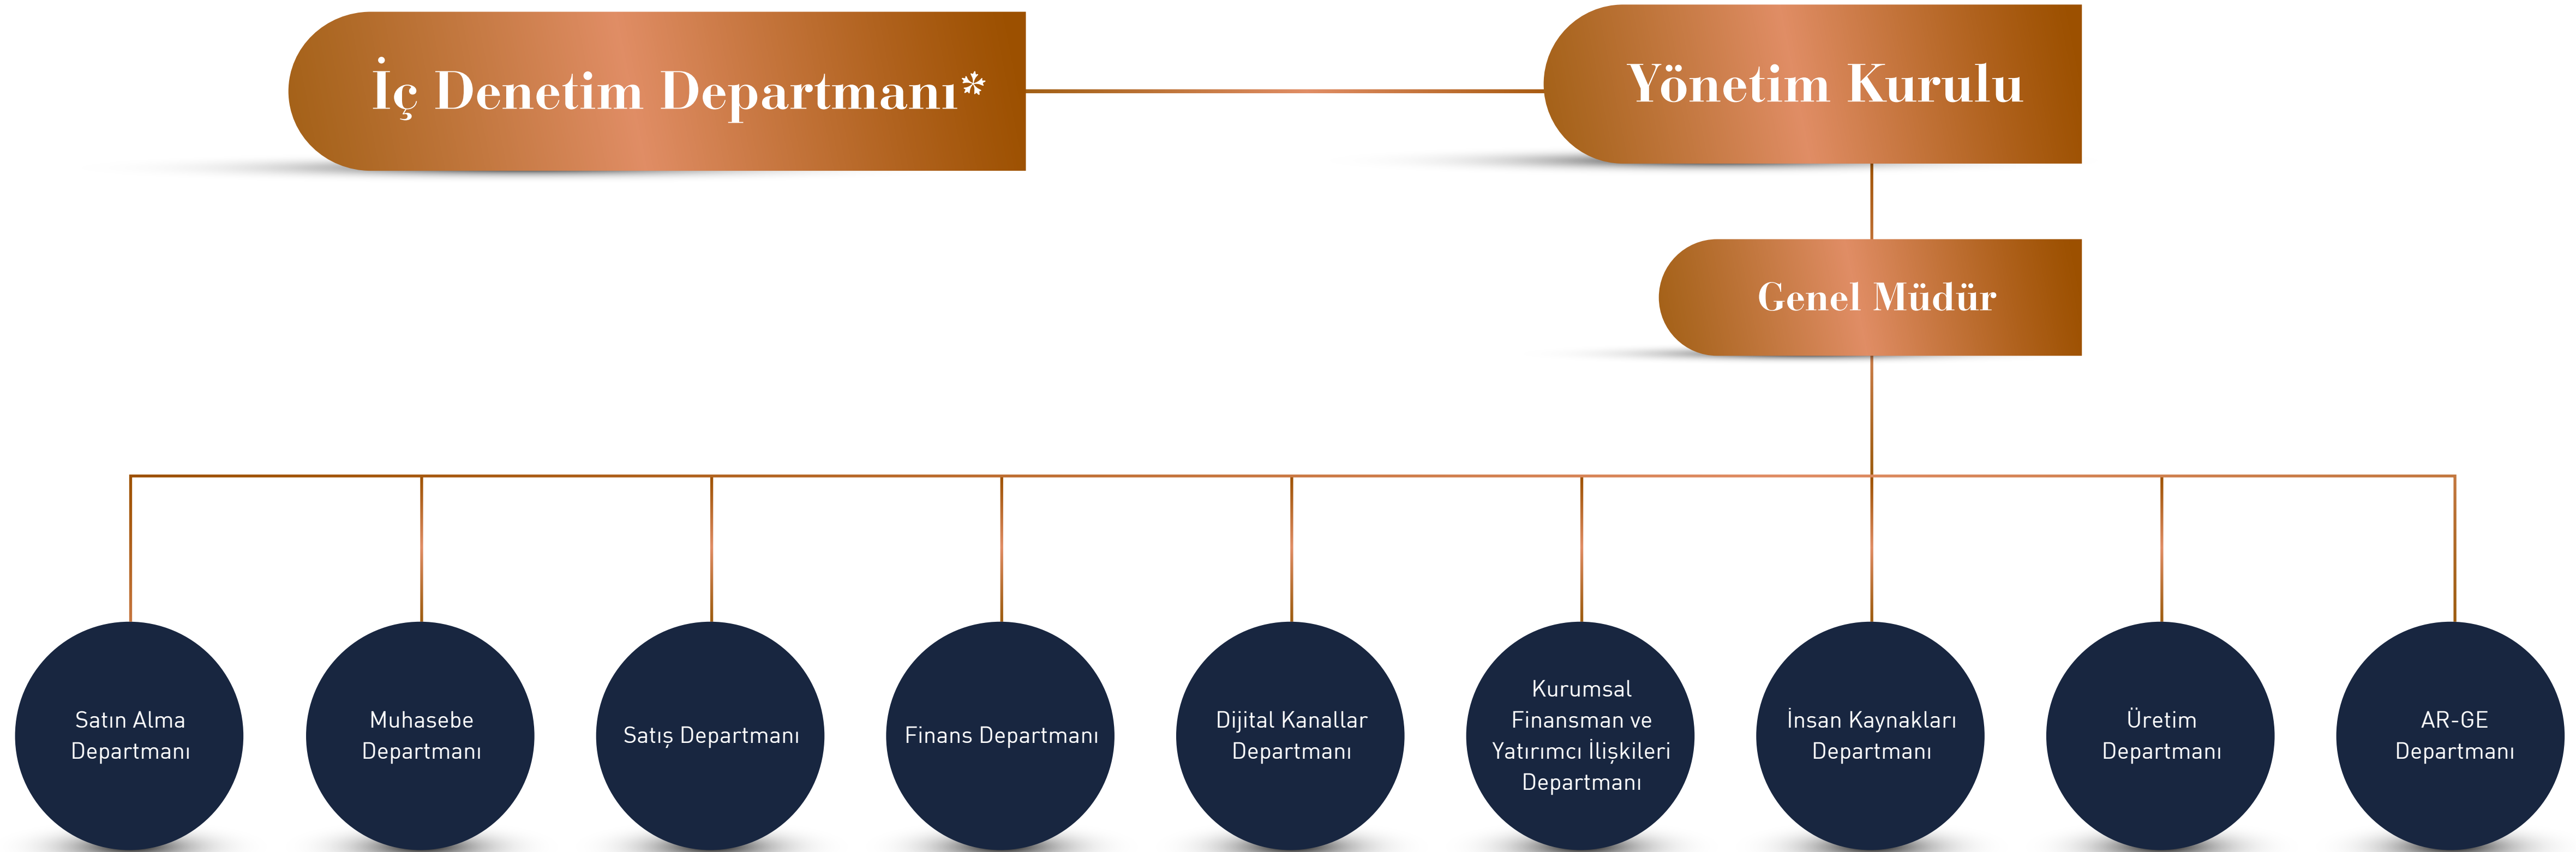 İç Denetim Departmanı*
Yönetim Kurulu
Genel Müdür
Satın Alma
Departmanı
Muhasebe
Departmanı
Satış Departmanı
Finans Departmanı
Dijital Kanallar
Departmanı
Kurumsal
Finansman ve
Yatırımcı İlişkileri
Departmanı
İnsan Kaynakları
Departmanı
Üretim
Departmanı
AR-GE
Departmanı